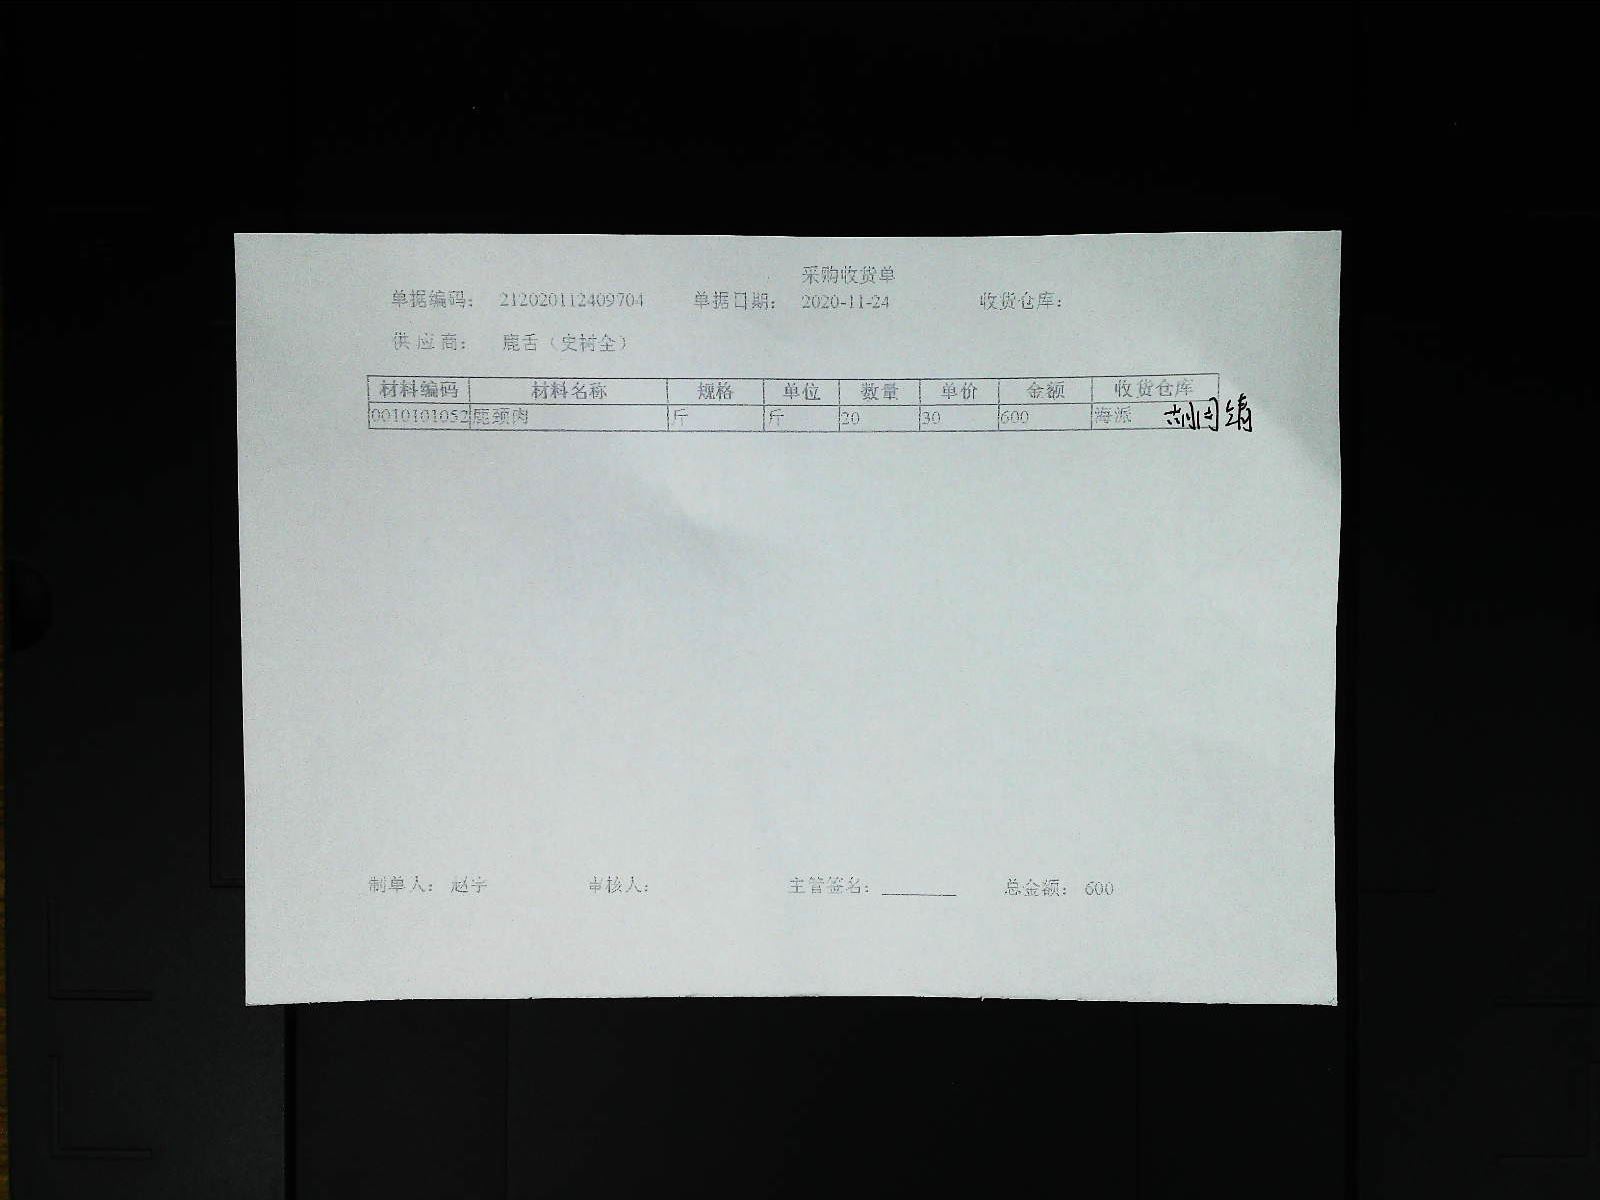 采购收货单
单据编码： 212020112409704 单据日期： 2020-11-24 收货仓库：
供 应 商： 鹿舌（史树全）
材料编码 材料名称 规格 单位 数量 单价 金额 收货仓库
0010101052 鹿颈肉 斤 斤 20 30 600 海派
制单人： 赵宇 审核人： 主管签名： 总金额： 600